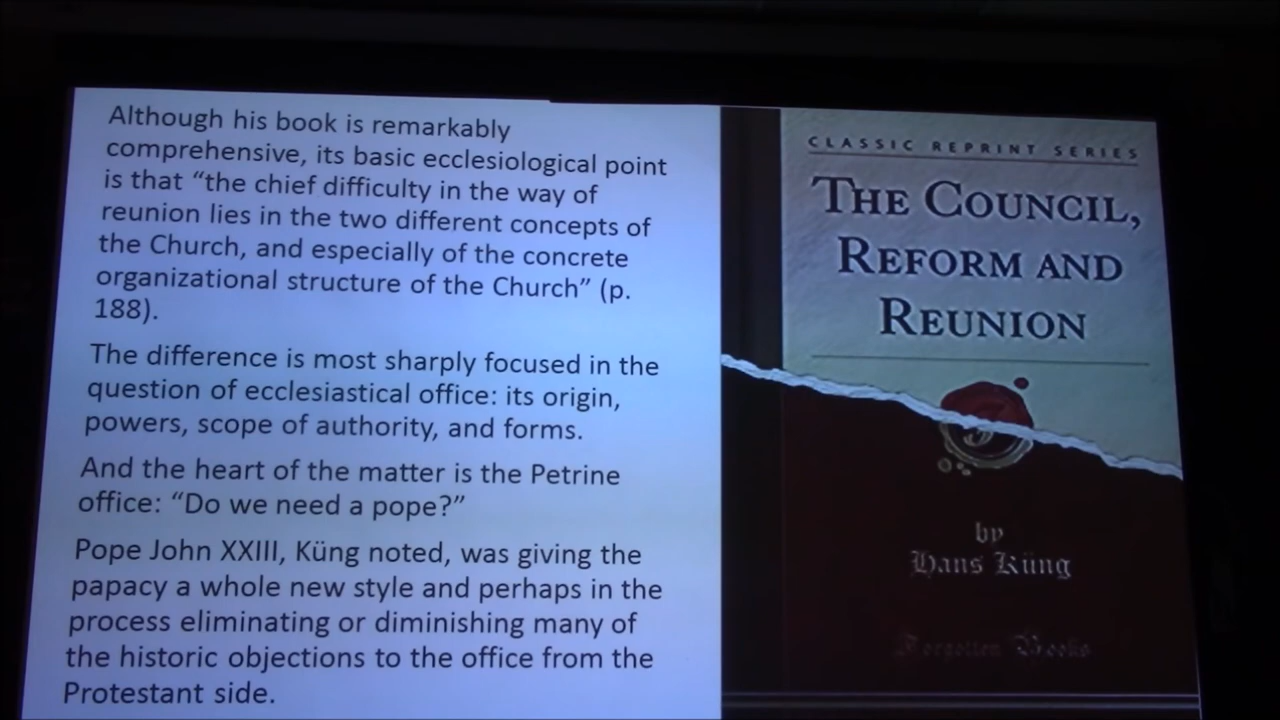 Although his book is remarkably
comprehensive, its basic ecclesiological point
is that “the chief difficulty in the way of
reunion lies in the two different concepts of
the Church, and especially of the concrete
organizational structure of the Church” (p.
188).
The difference is most sharply focused in the
question of ecclesiastical office: its origin,
powers, scope of authority, and forms.
And the heart of the matter is the Petrine
office: “Do we need a pope?”
Pope John XXIII, Küng noted, was giving the
papacy a whole new style and perhaps in the
process eliminating or diminishing many of
the historic objections to the office from the
Protestant side.
CLASSIC REPRINT SERIES
THE COUNCIL,
REFORM AND
REUNION
by
Hans Küng
Forgotten Books